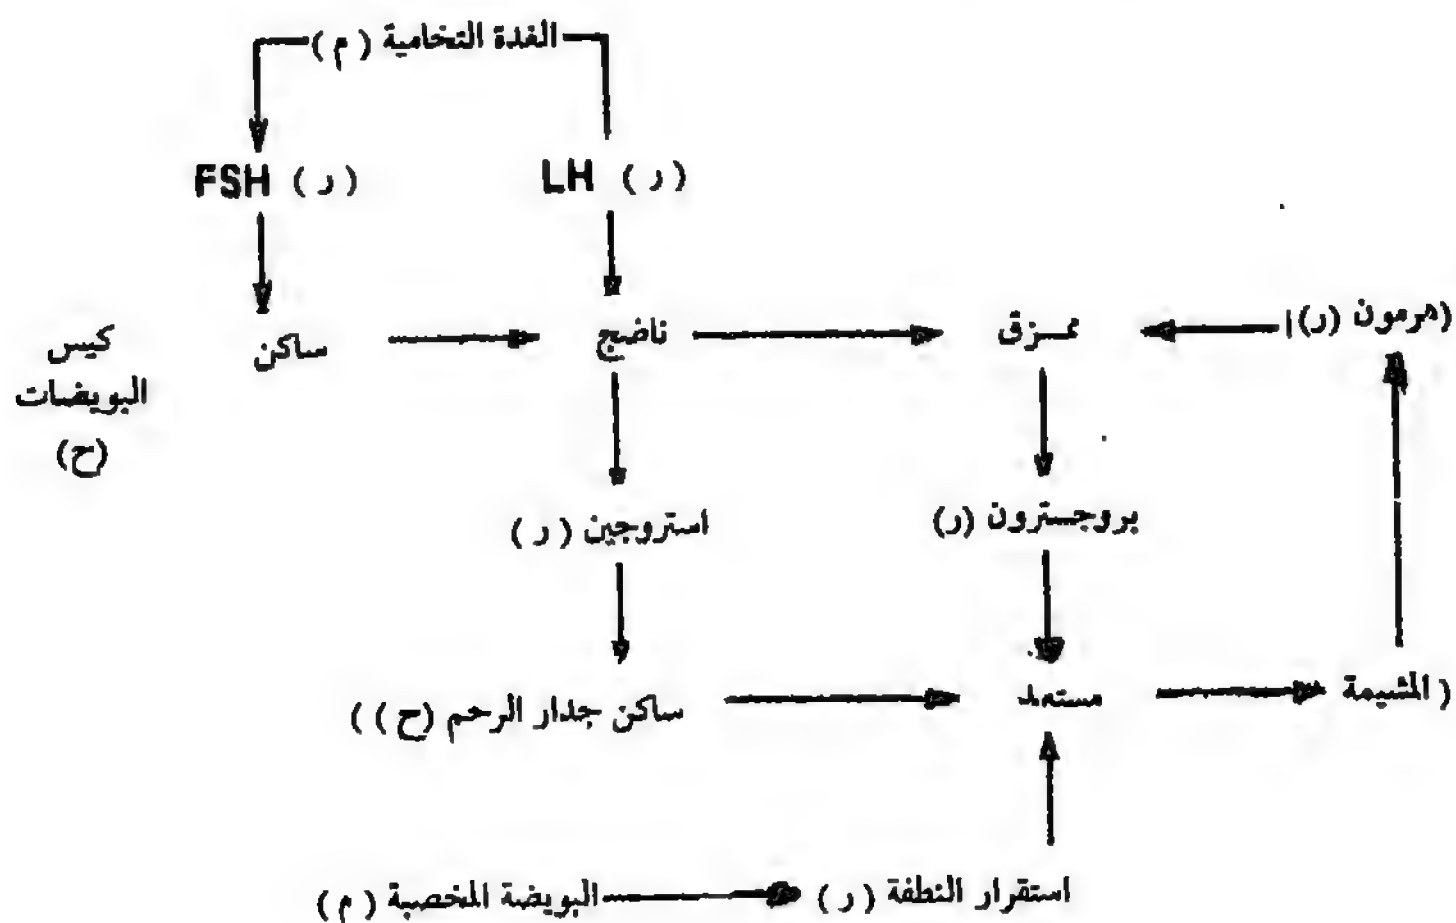 الغدة النخامية ( م )
FSH ( ر )
LH ( ر )
كيس
البويضات
(ح)
ساكن
ناضج
ممزق
(هرمون (ر)
استروجين ( ر )
بروجسترون (ر)
ساكن جدار الرحم (ح ) )
مستعد
( المشيمة
البويضة المخصبة ( م )
استقرار النطفة ( ر )